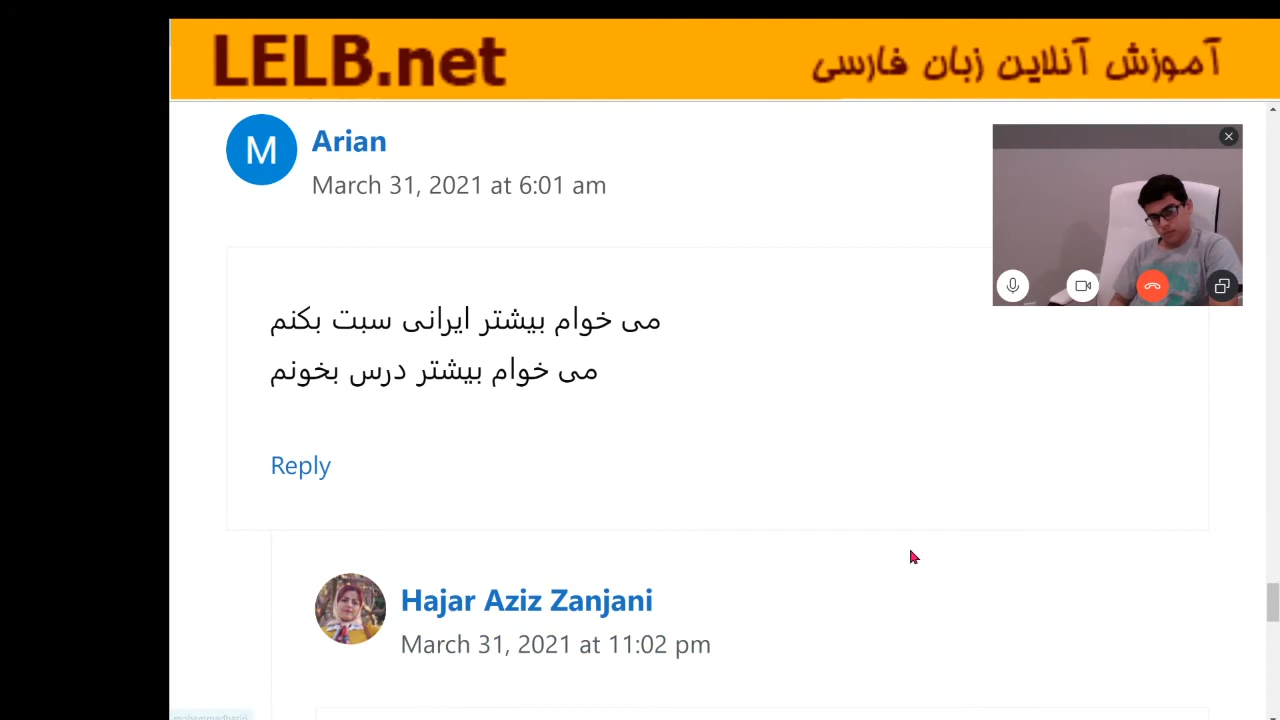 LELB.net آموزش آنلاین زبان فارسی
M
Arian
March 31, 2021 at 6:01 am
می خوام بیشتر ایرانی سبت بکنم
می خوام بیشتر درس بخونم
Reply
Hajar Aziz Zanjani
March 31, 2021 at 11:02 pm